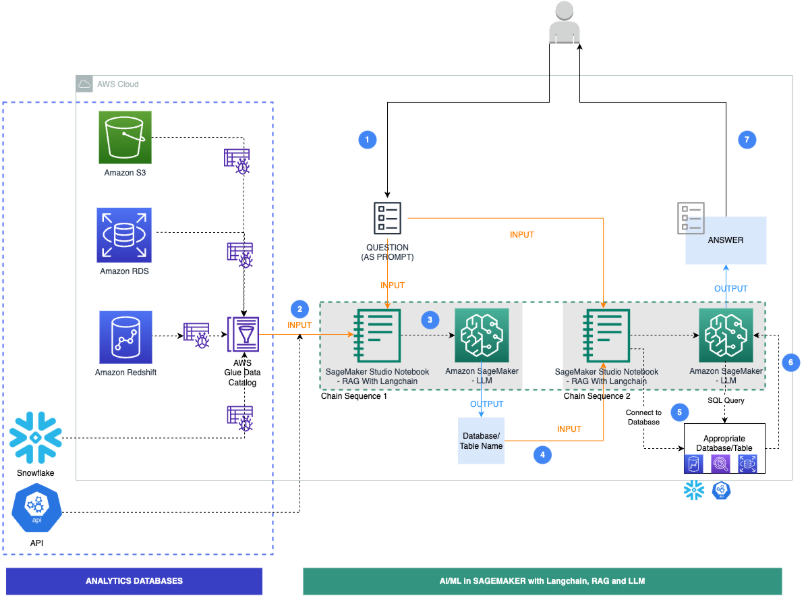 AWS Cloud
1
7
Amazon S3
QUESTION
(AS PROMPT)
INPUT
ANSWER
Amazon RDS
INPUT
OUTPUT
2
INPUT
3
6
Amazon Redshift
AWS
Glue Data
Catalog
SageMaker Studio Notebook
- RAG With Langchain
Amazon SageMaker
- LLM
SageMaker Studio Notebook
- RAG With Langchain
Amazon SageMaker
- LLM
Chain Sequence 1
Chain Sequence 2
OUTPUT
SQL Query
Connect to
Database
5
Database/
Table Name
INPUT
4
Appropriate
Database/Table
Snowflake
api
API
ANALYTICS DATABASES
AI/ML in SAGEMAKER with Langchain, RAG and LLM